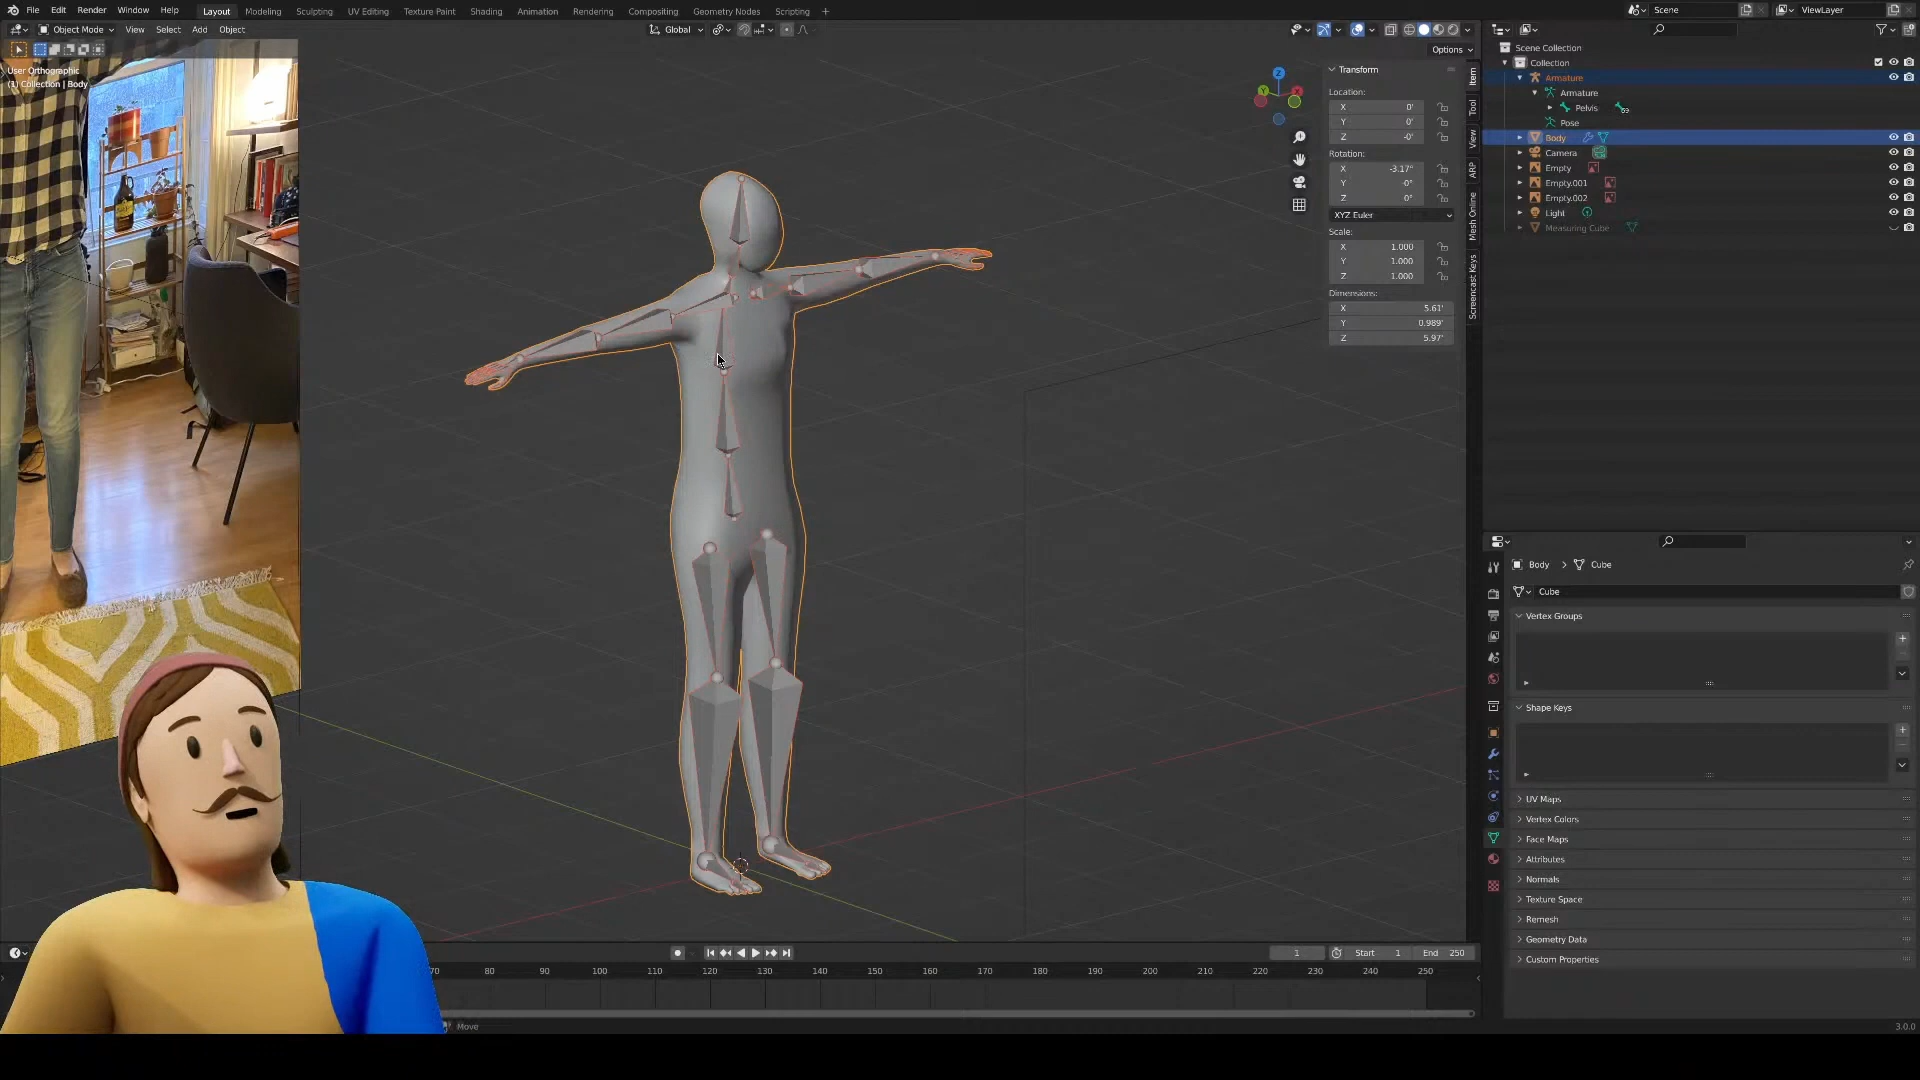 File Edit Render Window Help Layout Modeling Sculpting UV Editing Texture Paint Shading Animation Rendering Compositing Geometry Nodes Scripting + Scene ViewLayer
Object Mode View Select Add Object Global
Options
User Orthographic
(1) Collection | Body
Transform
Location:
X 0'
Y 0'
Z -0'
Rotation:
X -3.17°
Y -0°
Z 0°
XYZ Euler
Scale:
X 1.000
Y 1.000
Z 1.000
Dimensions:
X 5.61'
Y 0.989'
Z 5.97'
Item
Tool
View
ARP
Mesh Online
Screencast Keys
Scene Collection
Collection
Armature
Armature
Pelvis
Pose
Body
Camera
Empty
Empty.001
Empty.002
Light
Measuring Cube
Body > Cube
Cube
Vertex Groups
Shape Keys
UV Maps
Vertex Colors
Face Maps
Attributes
Normals
Texture Space
Remesh
Geometry Data
Custom Properties
1 Start 1 End 250
70 80 90 100 110 120 130 140 150 160 170 180 190 200 210 220 230 240 250
Move
3.0.0